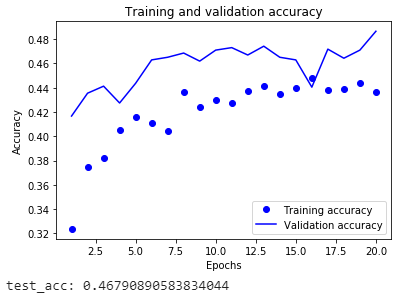 Training and validation accuracy
Accuracy
0.48
0.46
0.44
0.42
0.40
0.38
0.36
0.34
0.32
Training accuracy
Validation accuracy
2.5 5.0 7.5 10.0 12.5 15.0 17.5 20.0
Epochs
test_acc: 0.46790890583834044